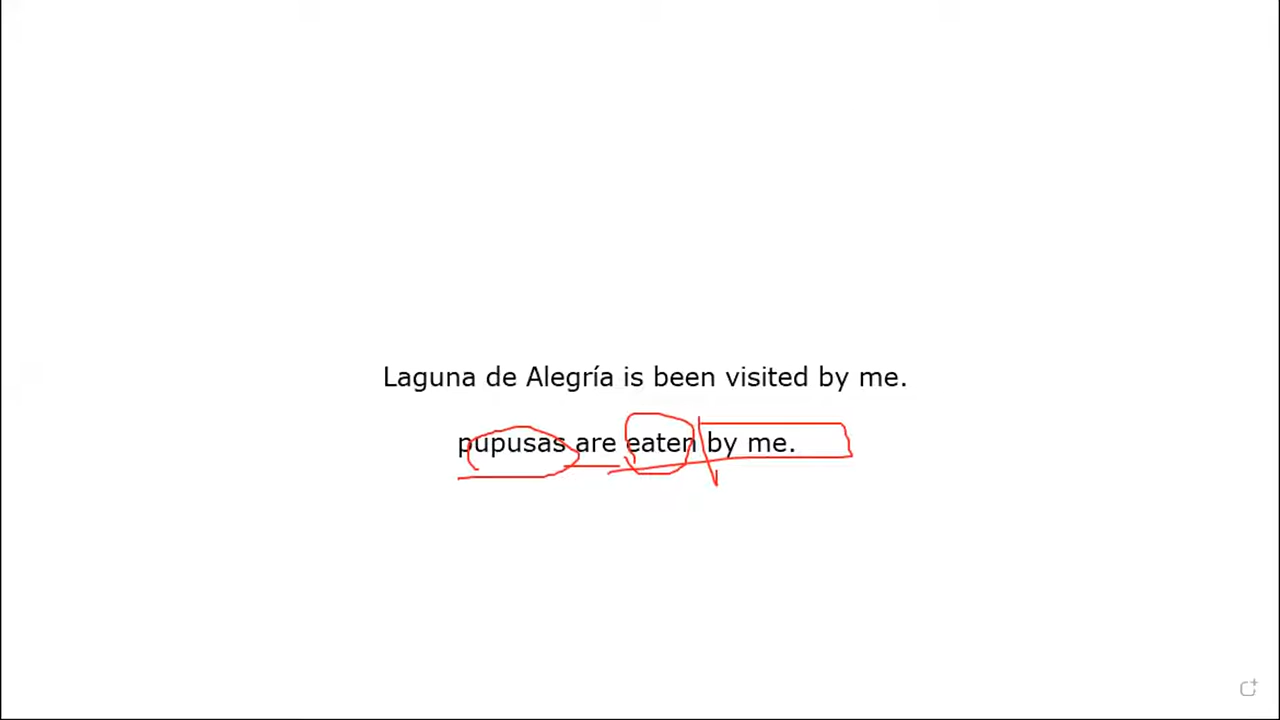 Laguna de Alegría is been visited by me.
pupusas are eaten by me.